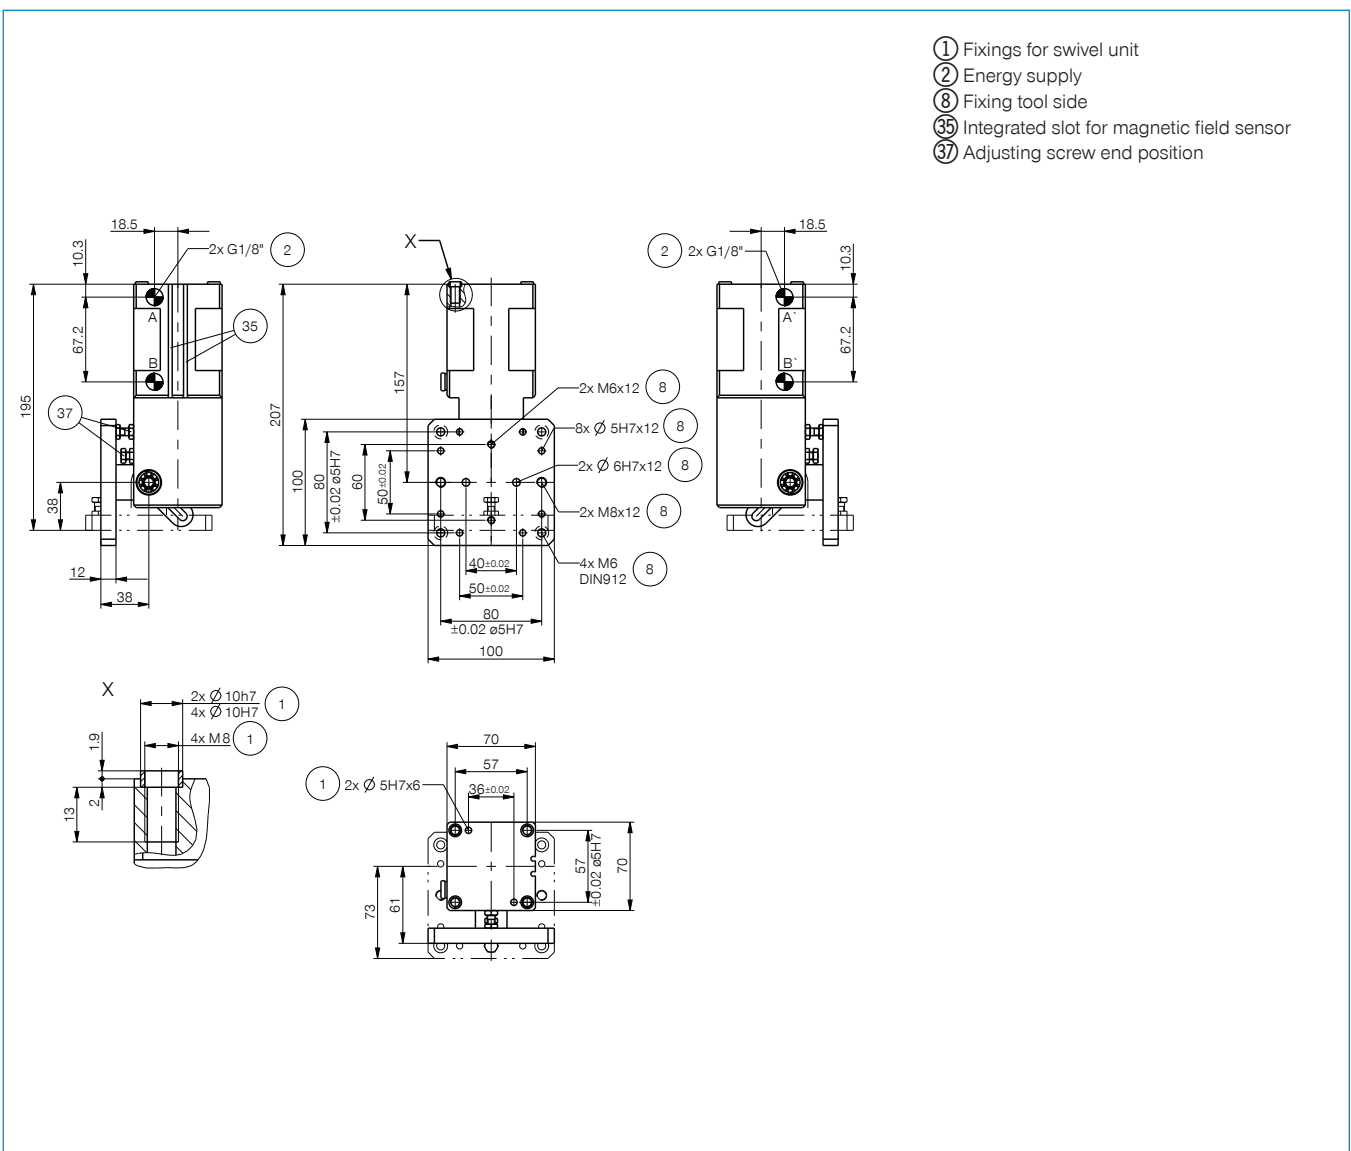 1 Fixings for swivel unit
2 Energy supply
8 Fixing tool side
35 Integrated slot for magnetic field sensor
37 Adjusting screw end position
18.5
10.3
2x G1/8" 2
A
B
67.2
195
35
37
38
12
38
X
207
157
100
80
±0.02 ø5H7
60
50±0.02
2x M6x12 8
8x Ø 5H7x12 8
2x Ø 6H7x12 8
2x M8x12 8
4x M6 8
DIN912
40±0.02
50±0.02
80
±0.02 ø5H7
100
2 2x G1/8"
18.5
10.3
A`
B`
67.2
X
2x Ø 10h7 1
4x Ø 10H7
4x M8 1
1.9
2
13
70
57
36±0.02
1 2x Ø 5H7x6
57
±0.02 ø5H7
70
73
61